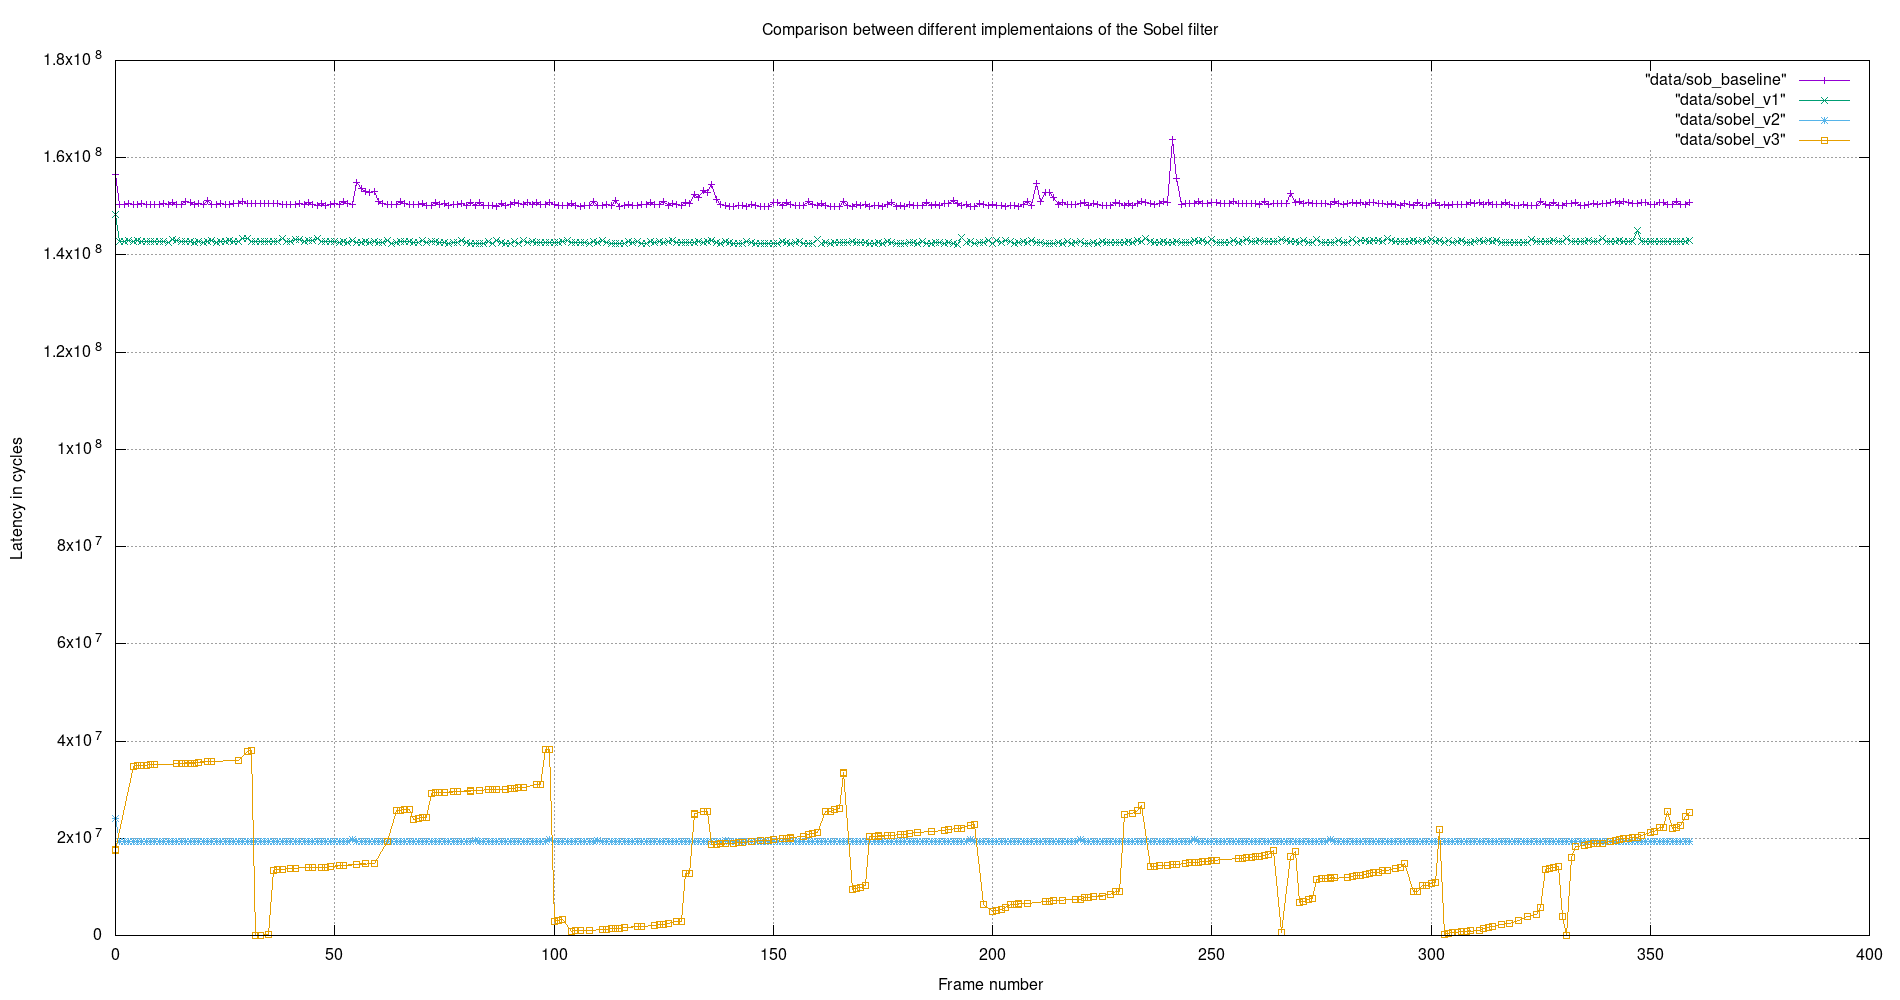 Comparison between different implementaions of the Sobel filter
1.8x10 8
1.6x10 8
1.4x10 8
1.2x10 8
1x10 8
8x10 7
6x10 7
4x10 7
2x10 7
0
Latency in cycles
"data/sob_baseline"
"data/sobel_v1"
"data/sobel_v2"
"data/sobel_v3"
0 50 100 150 200 250 300 350 400
Frame number